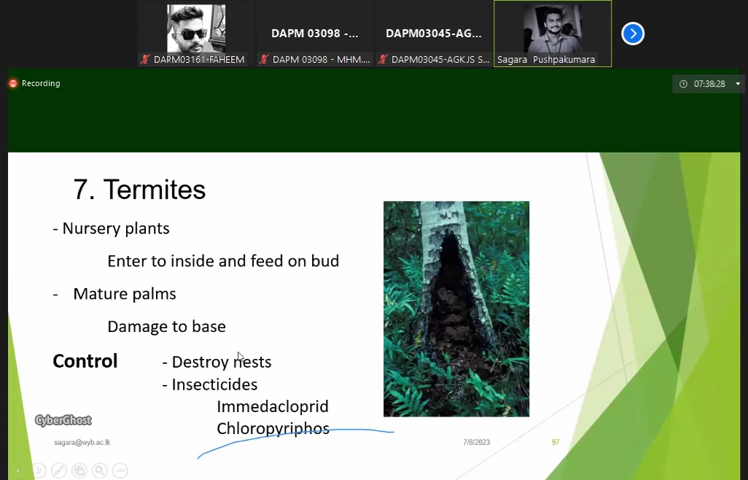 DAPM 03098 -...
DAPM03045-AG...
DAPM03161-FAHEEM
DAPM 03098 - MHM....
DAPM03045-AGKJS S...
Sagara Pushpakumara
Recording
07:38:28
7. Termites
- Nursery plants
Enter to inside and feed on bud
- Mature palms
Damage to base
Control
- Destroy nests
- Insecticides
Immedacloprid
Chloropyriphos
CyberGhost
sagara@wyb.ac.lk
7/8/2023
97